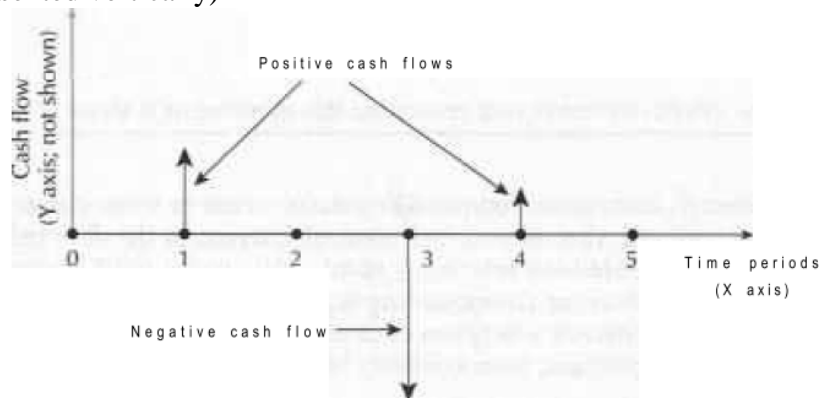 Positive cash flows
Cash flow
(Y axis; not shown)
0 1 2 3 4 5
Time periods
(X axis)
Negative cash flow